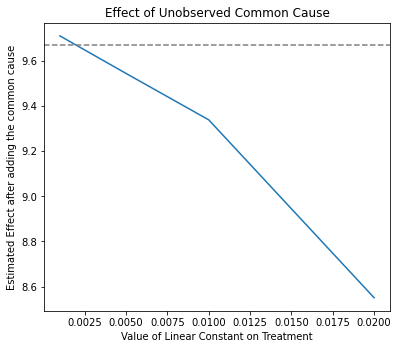 Effect of Unobserved Common Cause
Estimated Effect after adding the common cause
9.6
9.4
9.2
9.0
8.8
8.6
0.0025 0.0050 0.0075 0.0100 0.0125 0.0150 0.0175 0.0200
Value of Linear Constant on Treatment